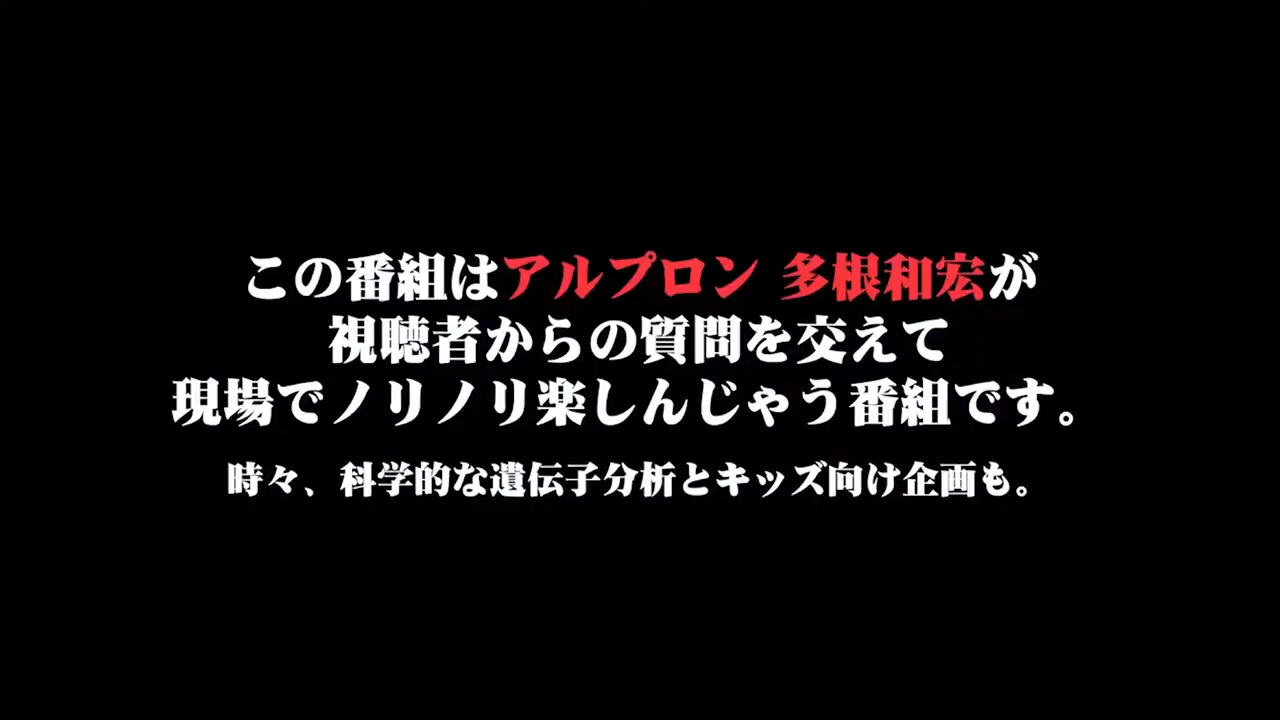 この番組はアルプロン 多根和宏が
視聴者からの質問を交えて
現場でノリノリ楽しんじゃう番組です。
時々、科学的な遺伝子分析とキッズ向け企画も。